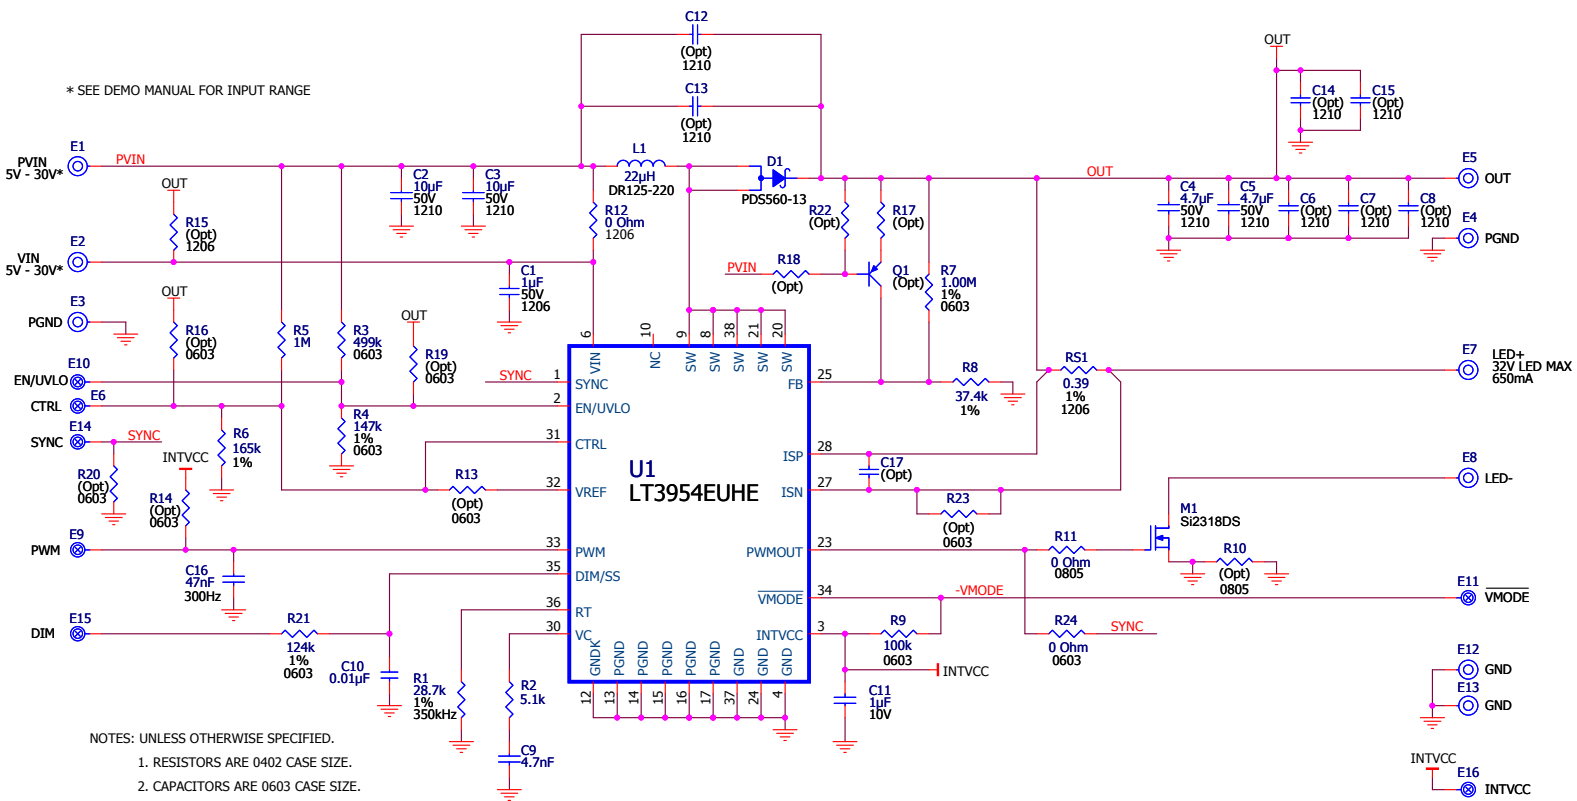 C12
(Opt)
1210
C13
(Opt)
1210
* SEE DEMO MANUAL FOR INPUT RANGE
OUT
C14
(Opt)
1210
C15
(Opt)
1210
E1
PVIN
5V - 30V*
PVIN
OUT
R15
(Opt)
1206
C2
10µF
50V
1210
C3
10µF
50V
1210
L1
22µH
DR125-220
D1
PDS560-13
R12
0 Ohm
1206
R22
(Opt)
R17
(Opt)
OUT
C4
4.7µF
50V
1210
C5
4.7µF
50V
1210
C6
(Opt)
1210
C7
(Opt)
1210
C8
(Opt)
1210
E5
OUT
E4
PGND
E2
VIN
5V - 30V*
C1
1µF
50V
1206
PVIN
R18
(Opt)
Q1
(Opt)
R7
1.00M
1%
0603
E3
PGND
OUT
R16
(Opt)
0603
R5
1M
R3
499k
0603
OUT
R19
(Opt)
0603
6
VIN
10
NC
9
SW
8
SW
38
SW
21
SW
20
SW
E10
EN/UVLO
E6
CTRL
E14
SYNC
SYNC
R20
(Opt)
0603
INTVCC
R14
(Opt)
0603
R6
165k
1%
R4
147k
1%
0603
SYNC
1
SYNC
2
EN/UVLO
31
CTRL
R13
(Opt)
0603
32
VREF
U1
LT3954EUHE
25
FB
R8
37.4k
1%
RS1
0.39
1%
1206
E7
LED+
32V LED MAX
650mA
28
ISP
C17
(Opt)
27
ISN
R23
(Opt)
0603
E8
LED-
M1
Si2318DS
E9
PWM
C16
47nF
300Hz
33
PWM
35
DIM/SS
36
RT
30
VC
23
PWMOUT
R11
0 Ohm
0805
R10
(Opt)
0805
34
VMODE
-VMODE
E11
VMODE
E15
DIM
R21
124k
1%
0603
C10
0.01µF
R1
28.7k
1%
350kHz
R2
5.1k
C9
4.7nF
3
INTVCC
R9
100k
0603
R24
0 Ohm
0603
SYNC
INTVCC
C11
1µF
10V
GNDK
12
PGND
13
PGND
14
PGND
15
PGND
16
PGND
17
GND
37
GND
24
GND
4
E12
GND
E13
GND
INTVCC
E16
INTVCC
NOTES: UNLESS OTHERWISE SPECIFIED.
1. RESISTORS ARE 0402 CASE SIZE.
2. CAPACITORS ARE 0603 CASE SIZE.